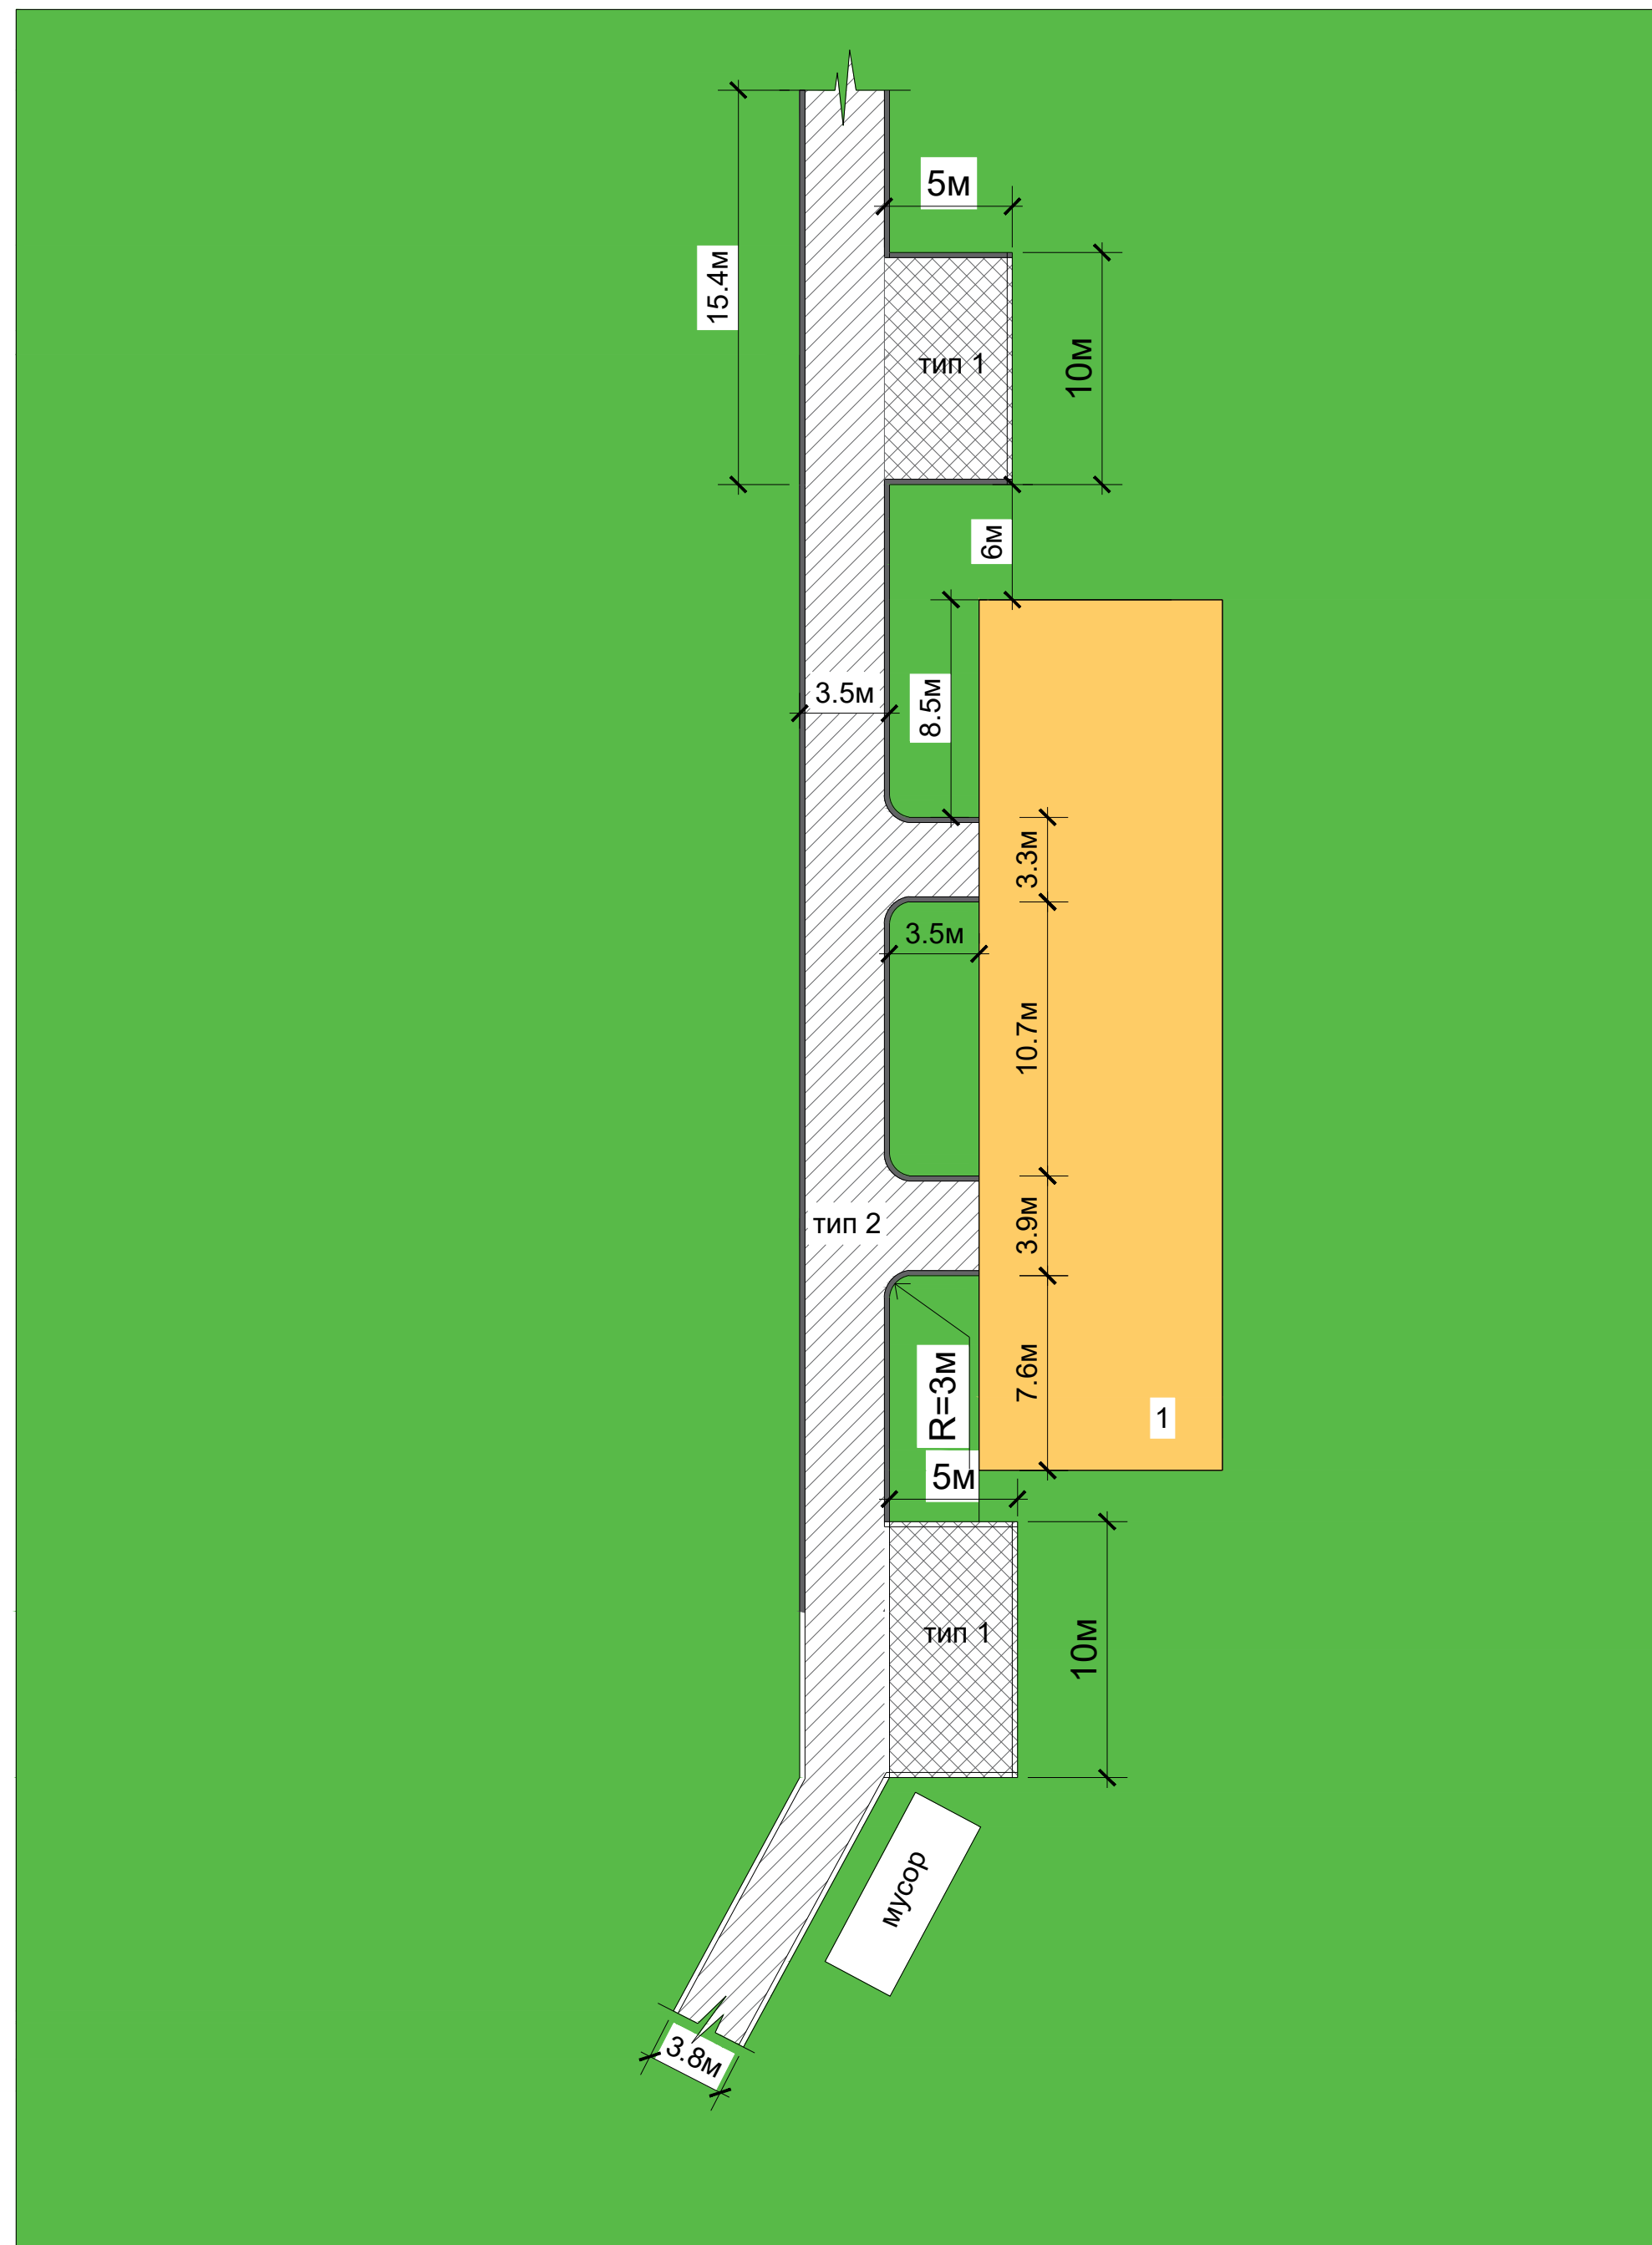 5м
15.4м
тип 1
10м
6м
3.5м
8.5м
3.3м
3.5м
10.7м
тип 2
3.9м
R=3м
7.6м
1
5м
тип 1
10м
мусор
3.8м